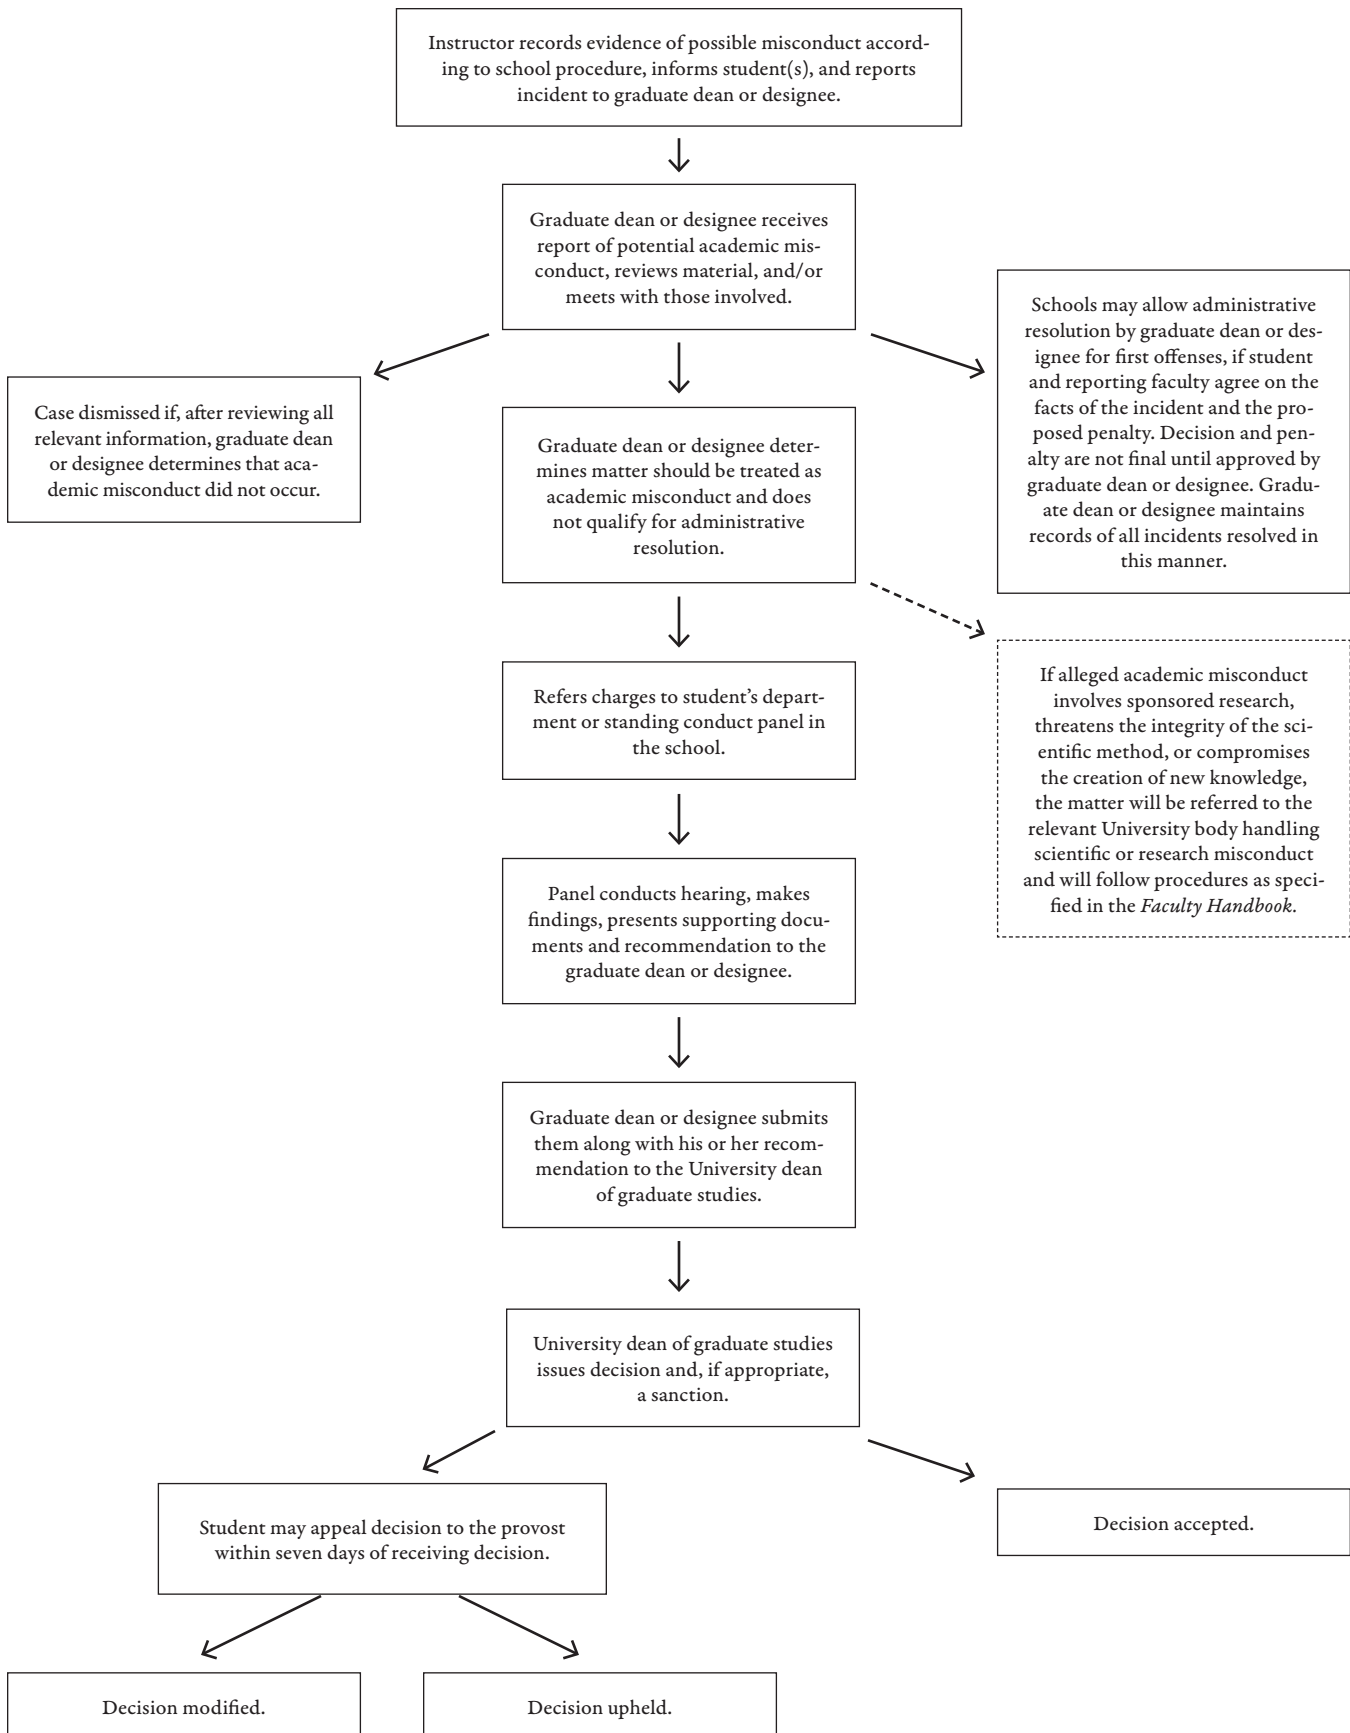 Instructor records evidence of possible misconduct accord-
ing to school procedure, informs student(s), and reports
incident to graduate dean or designee.
Graduate dean or designee receives
report of potential academic mis-
conduct, reviews material, and/or
meets with those involved.
Case dismissed if, after reviewing all
relevant information, graduate dean
or designee determines that aca-
demic misconduct did not occur.
Graduate dean or designee deter-
mines matter should be treated as
academic misconduct and does
not qualify for administrative
resolution.
Schools may allow administrative
resolution by graduate dean or des-
ignee for first offenses, if student
and reporting faculty agree on the
facts of the incident and the pro-
posed penalty. Decision and pen-
alty are not final until approved by
graduate dean or designee. Gradu-
ate dean or designee maintains
records of all incidents resolved in
this manner.
Refers charges to student’s depart-
ment or standing conduct panel in
the school.
If alleged academic misconduct
involves sponsored research,
threatens the integrity of the sci-
entific method, or compromises
the creation of new knowledge,
the matter will be referred to the
relevant University body handling
scientific or research misconduct
and will follow procedures as speci-
fied in the Faculty Handbook.
Panel conducts hearing, makes
findings, presents supporting docu-
ments and recommendation to the
graduate dean or designee.
Graduate dean or designee submits
them along with his or her recom-
mendation to the University dean
of graduate studies.
University dean of graduate studies
issues decision and, if appropriate,
a sanction.
Student may appeal decision to the provost
within seven days of receiving decision.
Decision accepted.
Decision modified.
Decision upheld.